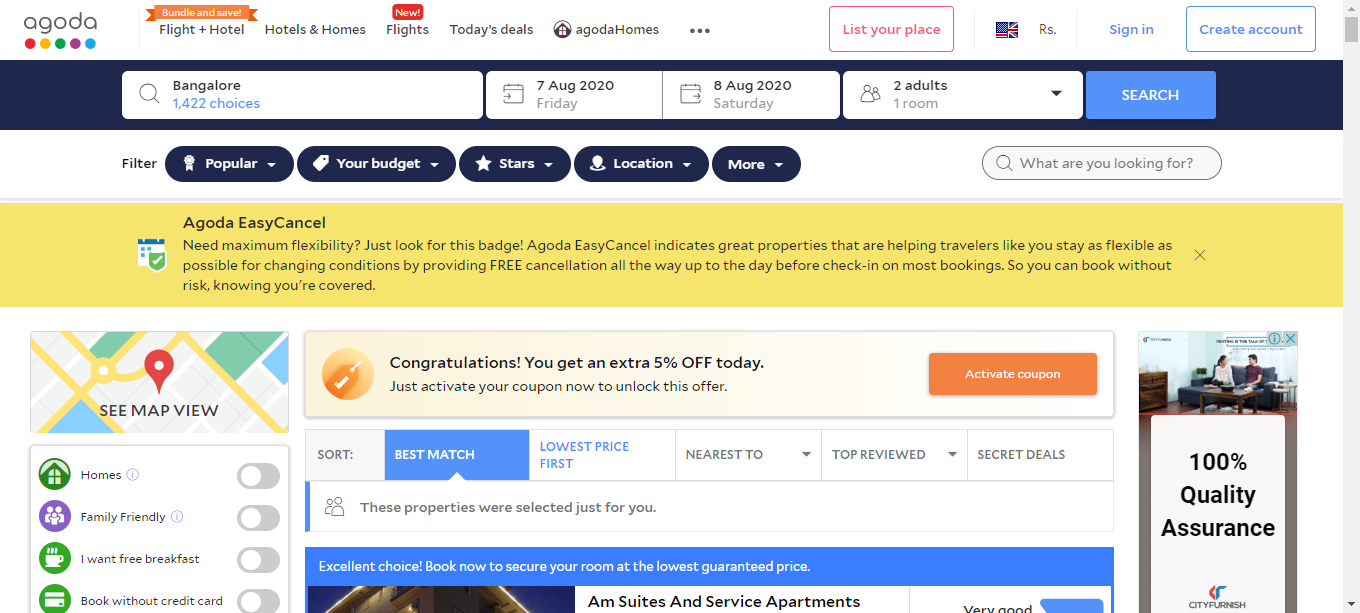 agoda
Bundle and save!
Flight + Hotel
Hotels & Homes
New!
Flights
Today's deals
agodaHomes
List your place
Rs.
Sign in
Create account
Bangalore
1,422 choices
7 Aug 2020
Friday
8 Aug 2020
Saturday
2 adults
1 room
SEARCH
Filter
Popular
Your budget
Stars
Location
More
What are you looking for?
Agoda EasyCancel
Need maximum flexibility? Just look for this badge! Agoda EasyCancel indicates great properties that are helping travelers like you stay as flexible as
possible for changing conditions by providing FREE cancellation all the way up to the day before check-in on most bookings. So you can book without
risk, knowing you're covered.
SEE MAP VIEW
Congratulations! You get an extra 5% OFF today.
Just activate your coupon now to unlock this offer.
Activate coupon
SORT:
BEST MATCH
LOWEST PRICE
FIRST
NEAREST TO
TOP REVIEWED
SECRET DEALS
These properties were selected just for you.
Homes
Family Friendly
I want free breakfast
Book without credit card
Excellent choice! Book now to secure your room at the lowest guaranteed price.
Am Suites And Service Apartments
Very good
100%
Quality
Assurance
CITYFURNISH